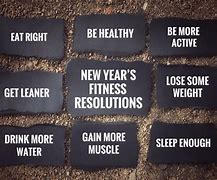 EAT RIGHT
BE HEALTHY
BE MORE
ACTIVE
GET LEANER
NEW YEAR'S
FITNESS
RESOLUTIONS
LOSE SOME
WEIGHT
DRINK MORE
WATER
GAIN MORE
MUSCLE
SLEEP ENOUGH